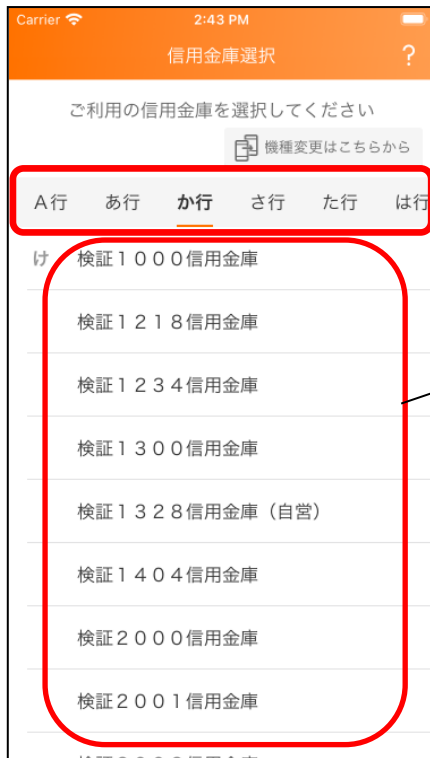 Carrier 2:43 PM
信用金庫選択 ?
ご利用の信用金庫を選択してください
機種変更はこちらから
A行 あ行 か行 さ行 た行 は行
け 検証1000信用金庫
検証1218信用金庫
検証1234信用金庫
検証1300信用金庫
検証1328信用金庫(自営)
検証1404信用金庫
検証2000信用金庫
検証2001信用金庫